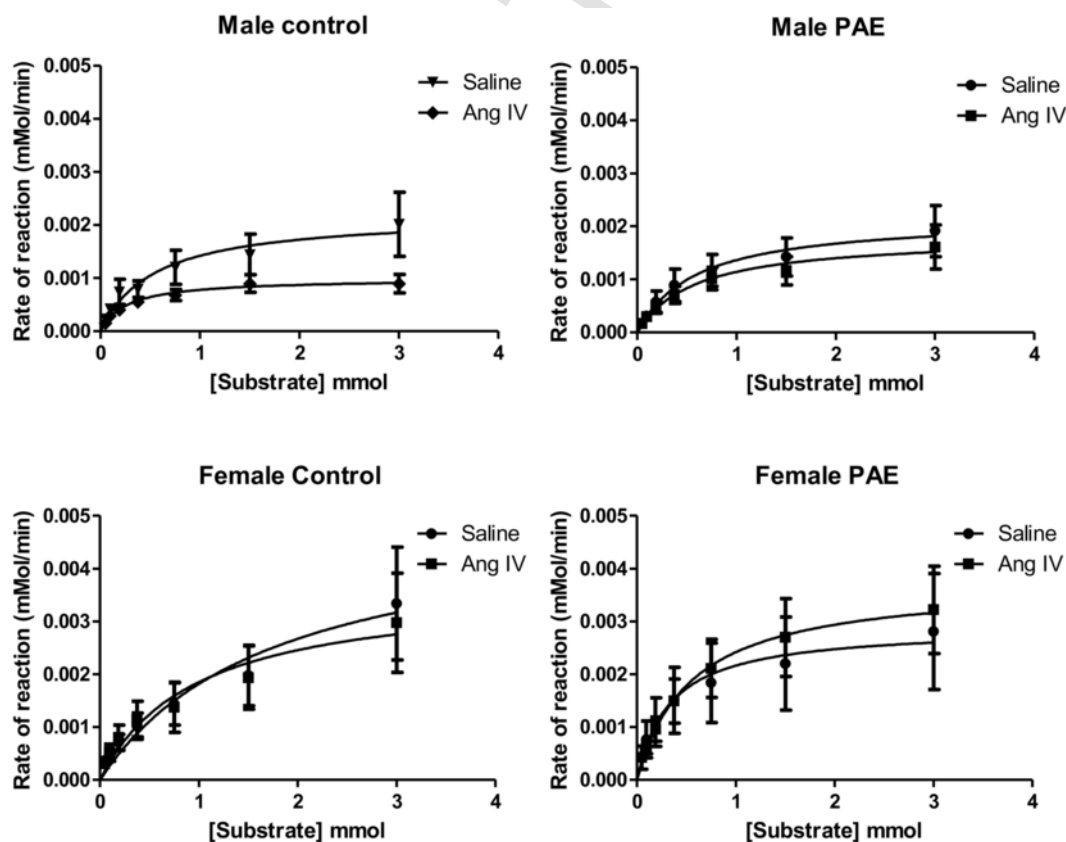 Male control
Rate of reaction (mMol/min)
0.005
0.004
0.003
0.002
0.001
0.000
0 1 2 3 4
[Substrate] mmol
Saline
Ang IV
Male PAE
Rate of reaction (mMol/min)
0.005
0.004
0.003
0.002
0.001
0.000
0 1 2 3 4
[Substrate] mmol
Saline
Ang IV
Female Control
Rate of reaction (mMol/min)
0.005
0.004
0.003
0.002
0.001
0.000
0 1 2 3 4
[Substrate] mmol
Saline
Ang IV
Female PAE
Rate of reaction (mMol/min)
0.005
0.004
0.003
0.002
0.001
0.000
0 1 2 3 4
[Substrate] mmol
Saline
Ang IV